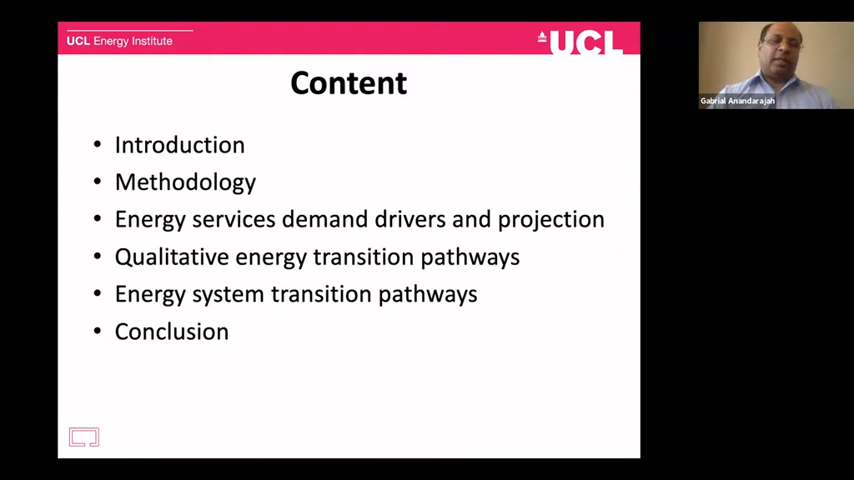 UCL Energy Institute
UCL
Content
• Introduction
• Methodology
• Energy services demand drivers and projection
• Qualitative energy transition pathways
• Energy system transition pathways
• Conclusion
Gabrial Anandarajah